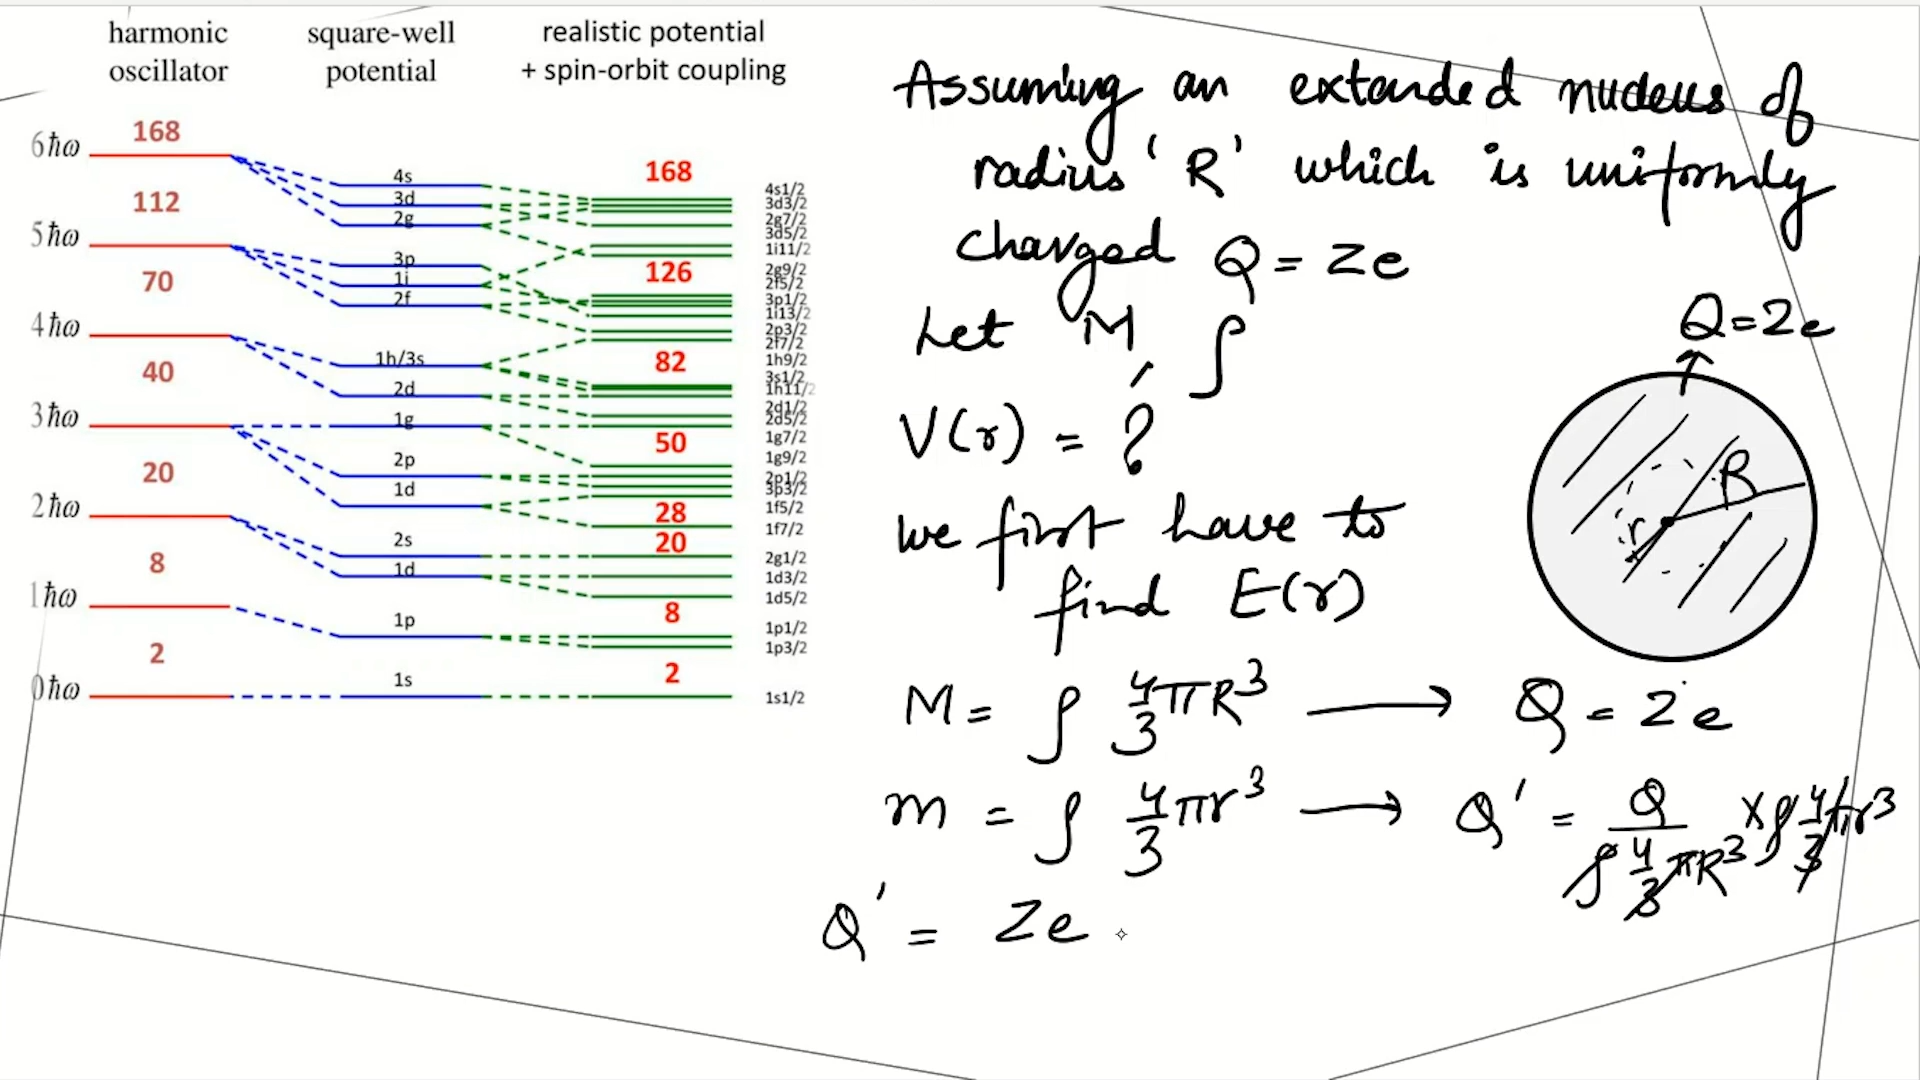 harmonic
oscillator
square-well
potential
realistic potential
+ spin-orbit coupling
6ħω
168
112
5ħω
70
4ħω
40
3ħω
20
2ħω
8
1ħω
2
0ħω
4s
3d
2g
3p
1i
2f
1h/3s
2d
1g
2p
1d
2s
1d
1p
1s
168
126
82
50
28
20
8
2
4s1/2
3d3/2
2g7/2
3d5/2
1i11/2
2g9/2
2f5/2
3p1/2
1i13/2
2p3/2
2f7/2
1h9/2
3s1/2
1h11/2
2d1/2
2d5/2
1g7/2
1g9/2
2p1/2
3p3/2
1f5/2
1f7/2
2g1/2
1d3/2
1d5/2
1p1/2
1p3/2
1s1/2
Assuming an extended nucleus of
radius 'R' which is uniformly
charged Q = Ze
Let M, ρ
V(r) = ?
we first have to
find E(r)
Q=Ze
R
r
M = ρ 4/3 πR³ → Q = Ze
m = ρ 4/3 πr³ → Q' = Q / ρ 4/3 πR³ × ρ 4/3 πr³
Q' = Ze